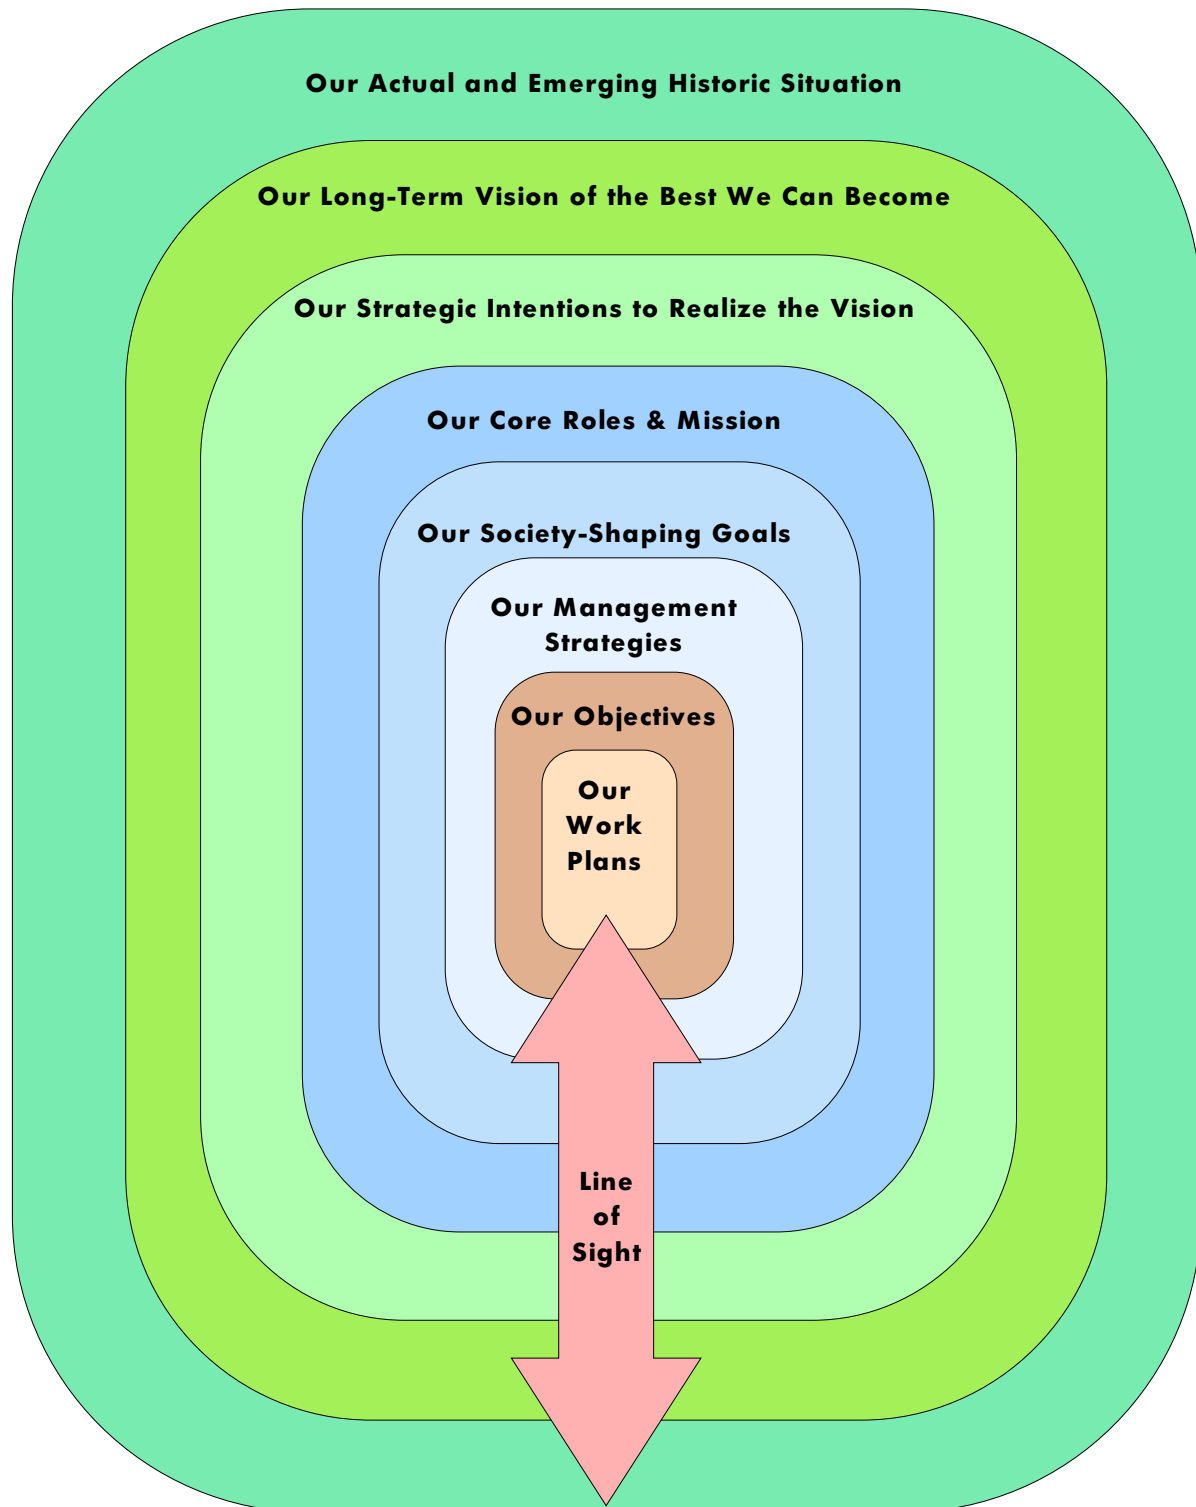 Our Actual and Emerging Historic Situation
Our Long-Term Vision of the Best We Can Become
Our Strategic Intentions to Realize the Vision
Our Core Roles & Mission
Our Society-Shaping Goals
Our Management
Strategies
Our Objectives
Our
Work
Plans
Line
of
Sight